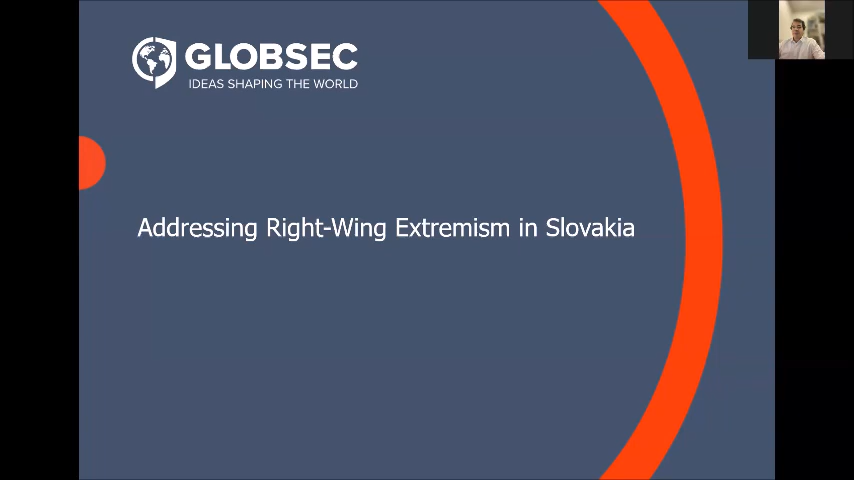 GLOBSEC
IDEAS SHAPING THE WORLD
Addressing Right-Wing Extremism in Slovakia